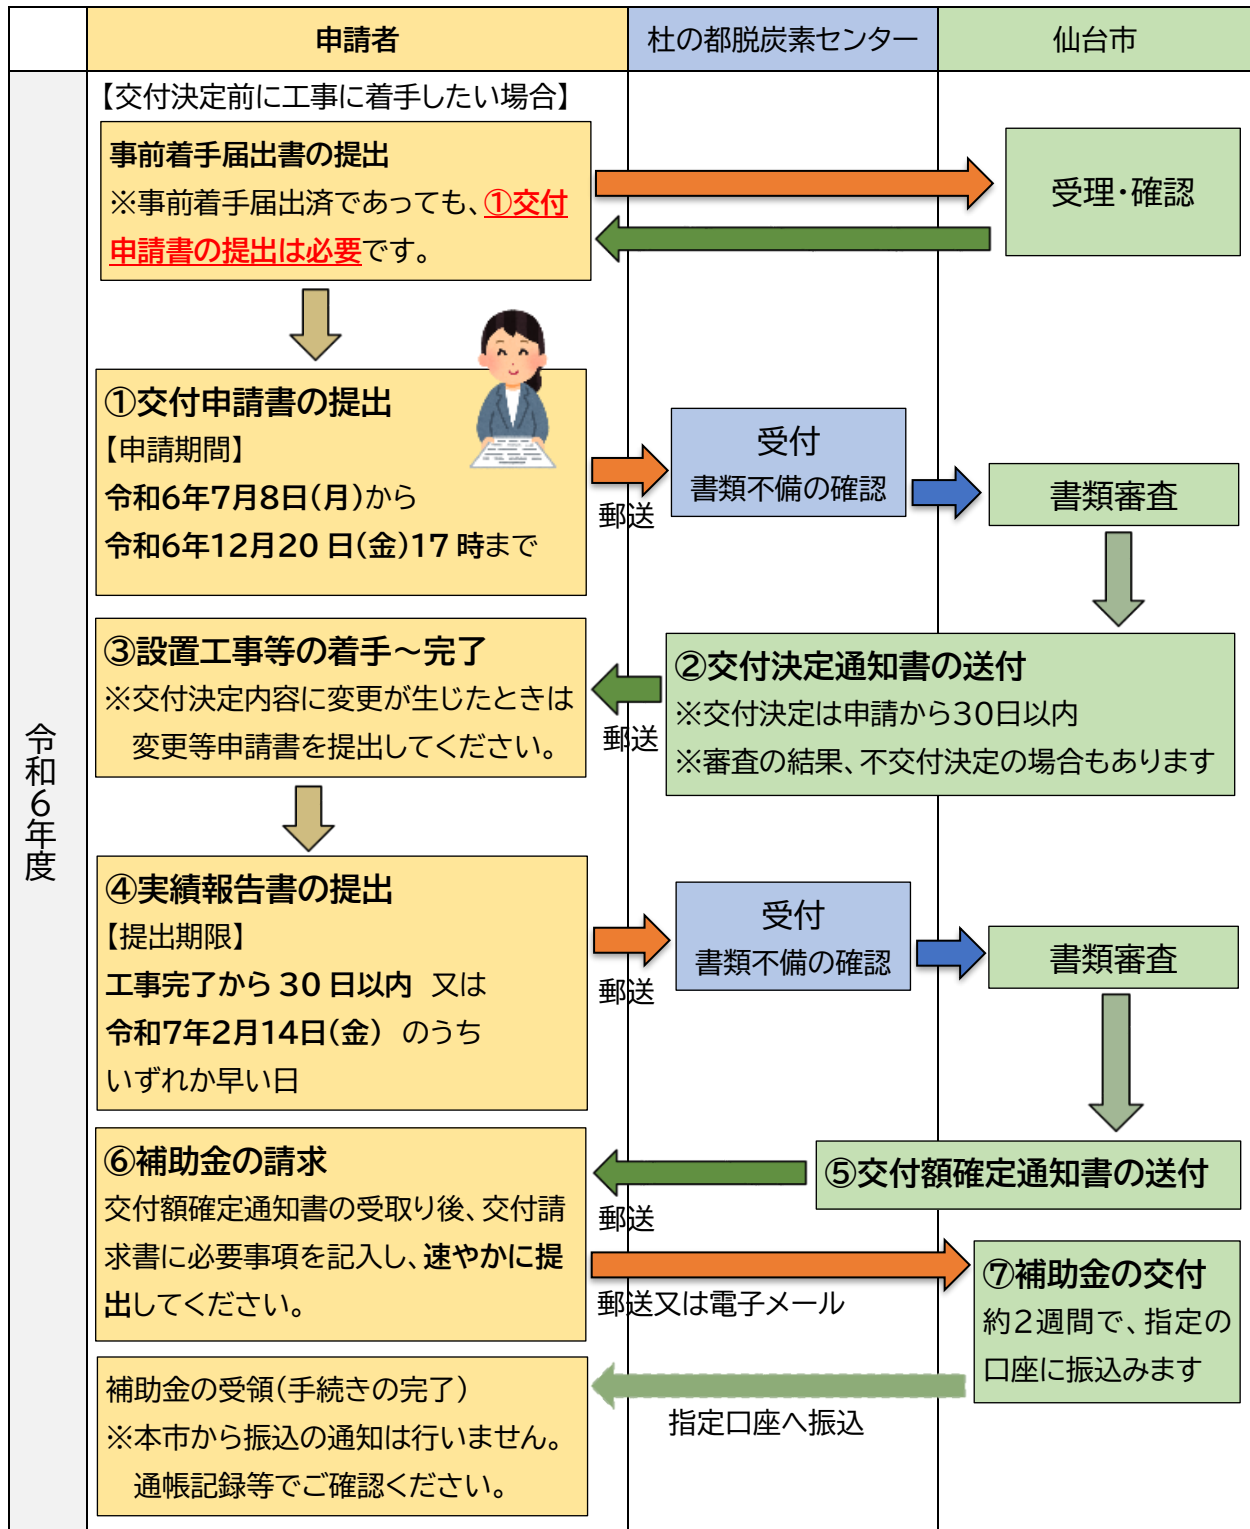 申請者
杜の都脱炭素センター
仙台市
令和6年度
【交付決定前に工事に着手したい場合】
事前着手届出書の提出
※事前着手届出済であっても、①交付
申請書の提出は必要です。
受理・確認
①交付申請書の提出
【申請期間】
令和6年7月8日(月)から
令和6年12月20日(金)17時まで
郵送
受付
書類不備の確認
書類審査
②交付決定通知書の送付
※交付決定は申請から30日以内
※審査の結果、不交付決定の場合もあります
郵送
③設置工事等の着手～完了
※交付決定内容に変更が生じたときは
変更等申請書を提出してください。
④実績報告書の提出
【提出期限】
工事完了から30日以内 又は
令和7年2月14日(金) のうち
いずれか早い日
郵送
受付
書類不備の確認
書類審査
⑤交付額確定通知書の送付
郵送
⑥補助金の請求
交付額確定通知書の受取り後、交付請
求書に必要事項を記入し、速やかに提
出してください。
郵送又は電子メール
⑦補助金の交付
約2週間で、指定の
口座に振込みます
指定口座へ振込
補助金の受領(手続きの完了)
※本市から振込の通知は行いません。
通帳記録等でご確認ください。